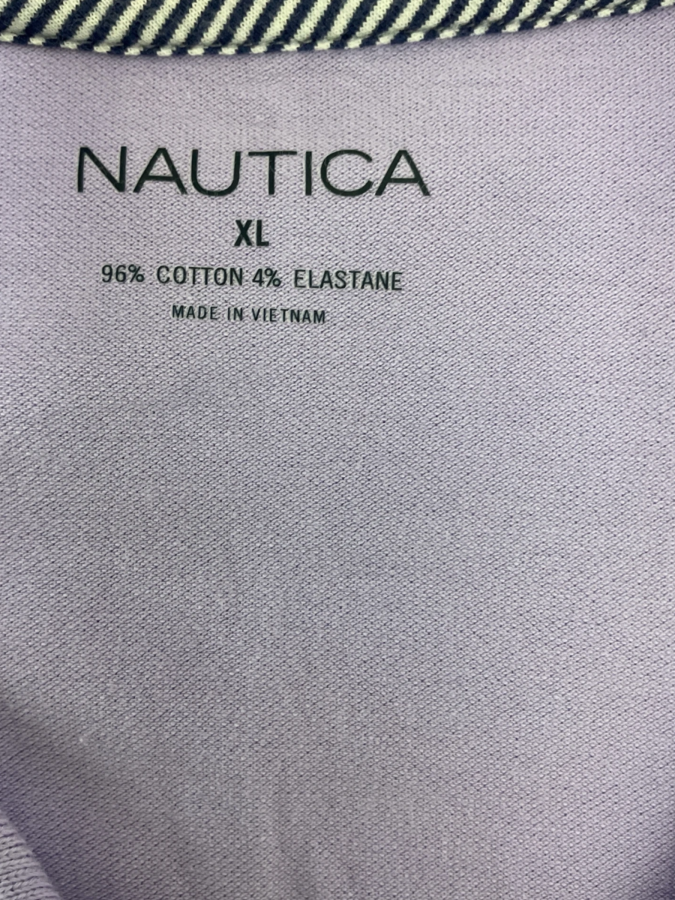 NAUTICA
XL
96% COTTON 4% ELASTANE
MADE IN VIETNAM